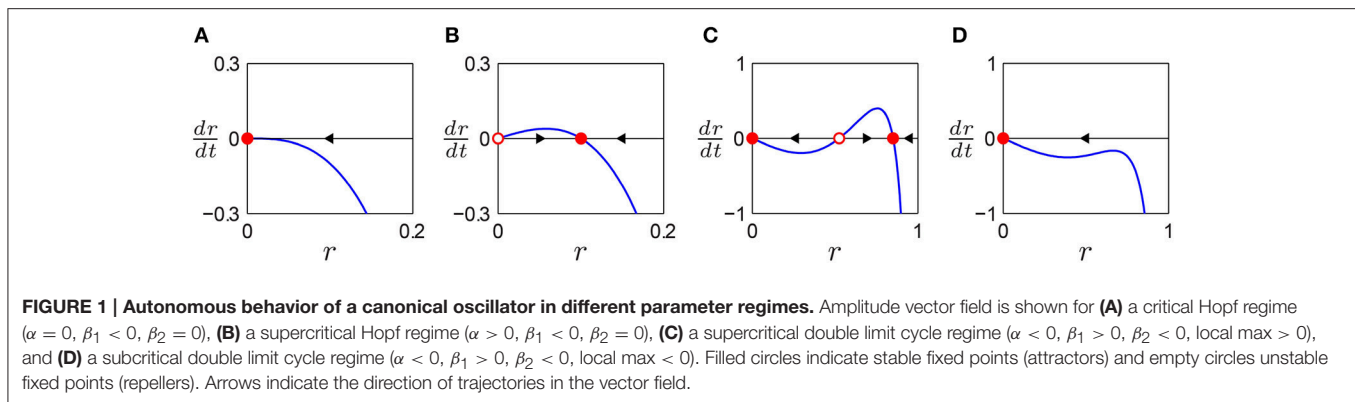 A
B
C
D
0.3
0.3
1
1
dr
dt
0
dr
dt
0
dr
dt
0
dr
dt
0
−0.3
−0.3
−1
−1
0
0.2
0
0.2
0
1
0
1
r
r
r
r
FIGURE 1 | Autonomous behavior of a canonical oscillator in different parameter regimes. Amplitude vector field is shown for (A) a critical Hopf regime
(α = 0, β1 < 0, β2 = 0), (B) a supercritical Hopf regime (α > 0, β1 < 0, β2 = 0), (C) a supercritical double limit cycle regime (α < 0, β1 > 0, β2 < 0, local max > 0),
and (D) a subcritical double limit cycle regime (α < 0, β1 > 0, β2 < 0, local max < 0). Filled circles indicate stable fixed points (attractors) and empty circles unstable
fixed points (repellers). Arrows indicate the direction of trajectories in the vector field.